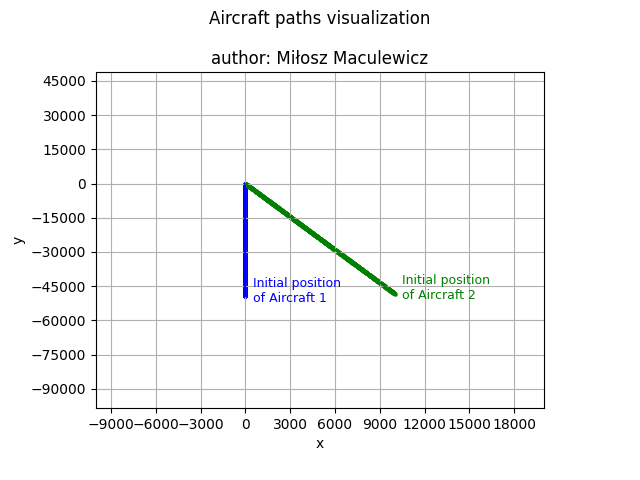 Aircraft paths visualization
author: Miłosz Maculewicz
45000
30000
15000
0
−15000
−30000
−45000
−60000
−75000
−90000
y
Initial position
of Aircraft 1
Initial position
of Aircraft 2
−9000 −6000 −3000 0 3000 6000 9000 12000 15000 18000
x